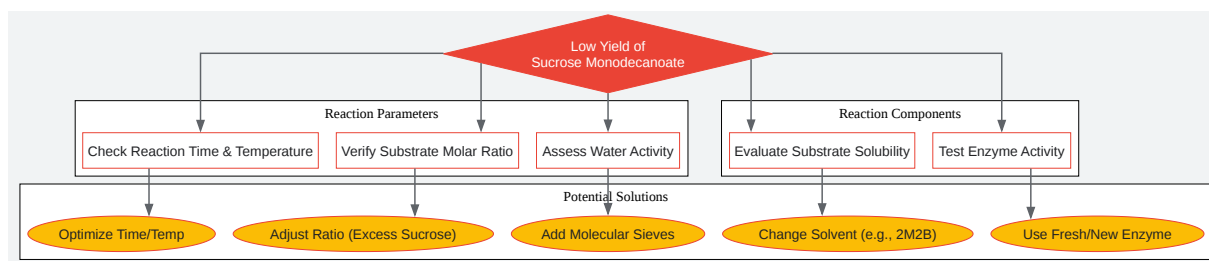 Low Yield of
Sucrose Monodecanoate
Reaction Parameters
Reaction Components
Check Reaction Time & Temperature
Verify Substrate Molar Ratio
Assess Water Activity
Evaluate Substrate Solubility
Test Enzyme Activity
Potential Solutions
Optimize Time/Temp
Adjust Ratio (Excess Sucrose)
Add Molecular Sieves
Change Solvent (e.g., 2M2B)
Use Fresh/New Enzyme